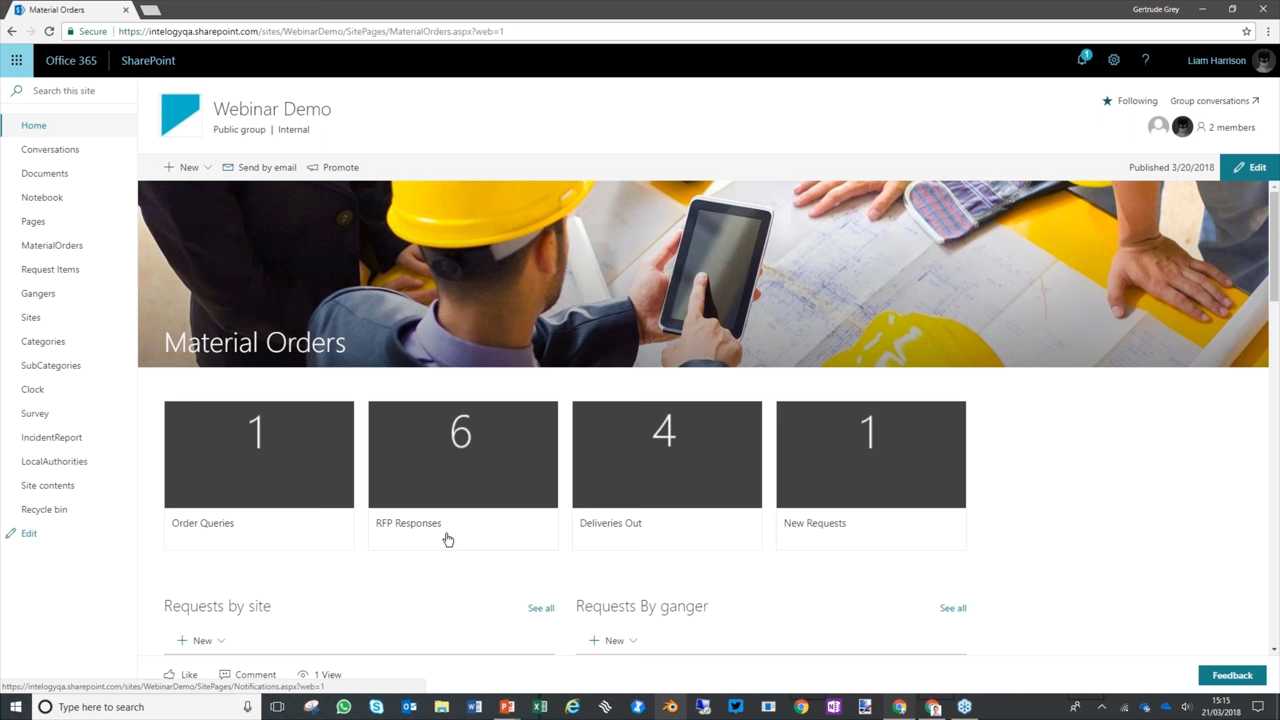 Material Orders
Gertrude Grey
Secure
https://intelogyqa.sharepoint.com/sites/WebinarDemo/SitePages/MaterialOrders.aspx?web=1
Office 365
SharePoint
1
Liam Harrison
Search this site
Home
Conversations
Documents
Notebook
Pages
MaterialOrders
Request Items
Gangers
Sites
Categories
SubCategories
Clock
Survey
IncidentReport
LocalAuthorities
Site contents
Recycle bin
Edit
Webinar Demo
Public group | Internal
Following
Group conversations
2 members
New
Send by email
Promote
Published 3/20/2018
Edit
Material Orders
1
Order Queries
6
RFP Responses
4
Deliveries Out
1
New Requests
Requests by site
See all
New
Requests By ganger
See all
New
Like
Comment
1 View
Feedback
https://intelogyqa.sharepoint.com/sites/WebinarDemo/SitePages/Notifications.aspx?web=1
Type here to search
15:15
21/03/2018